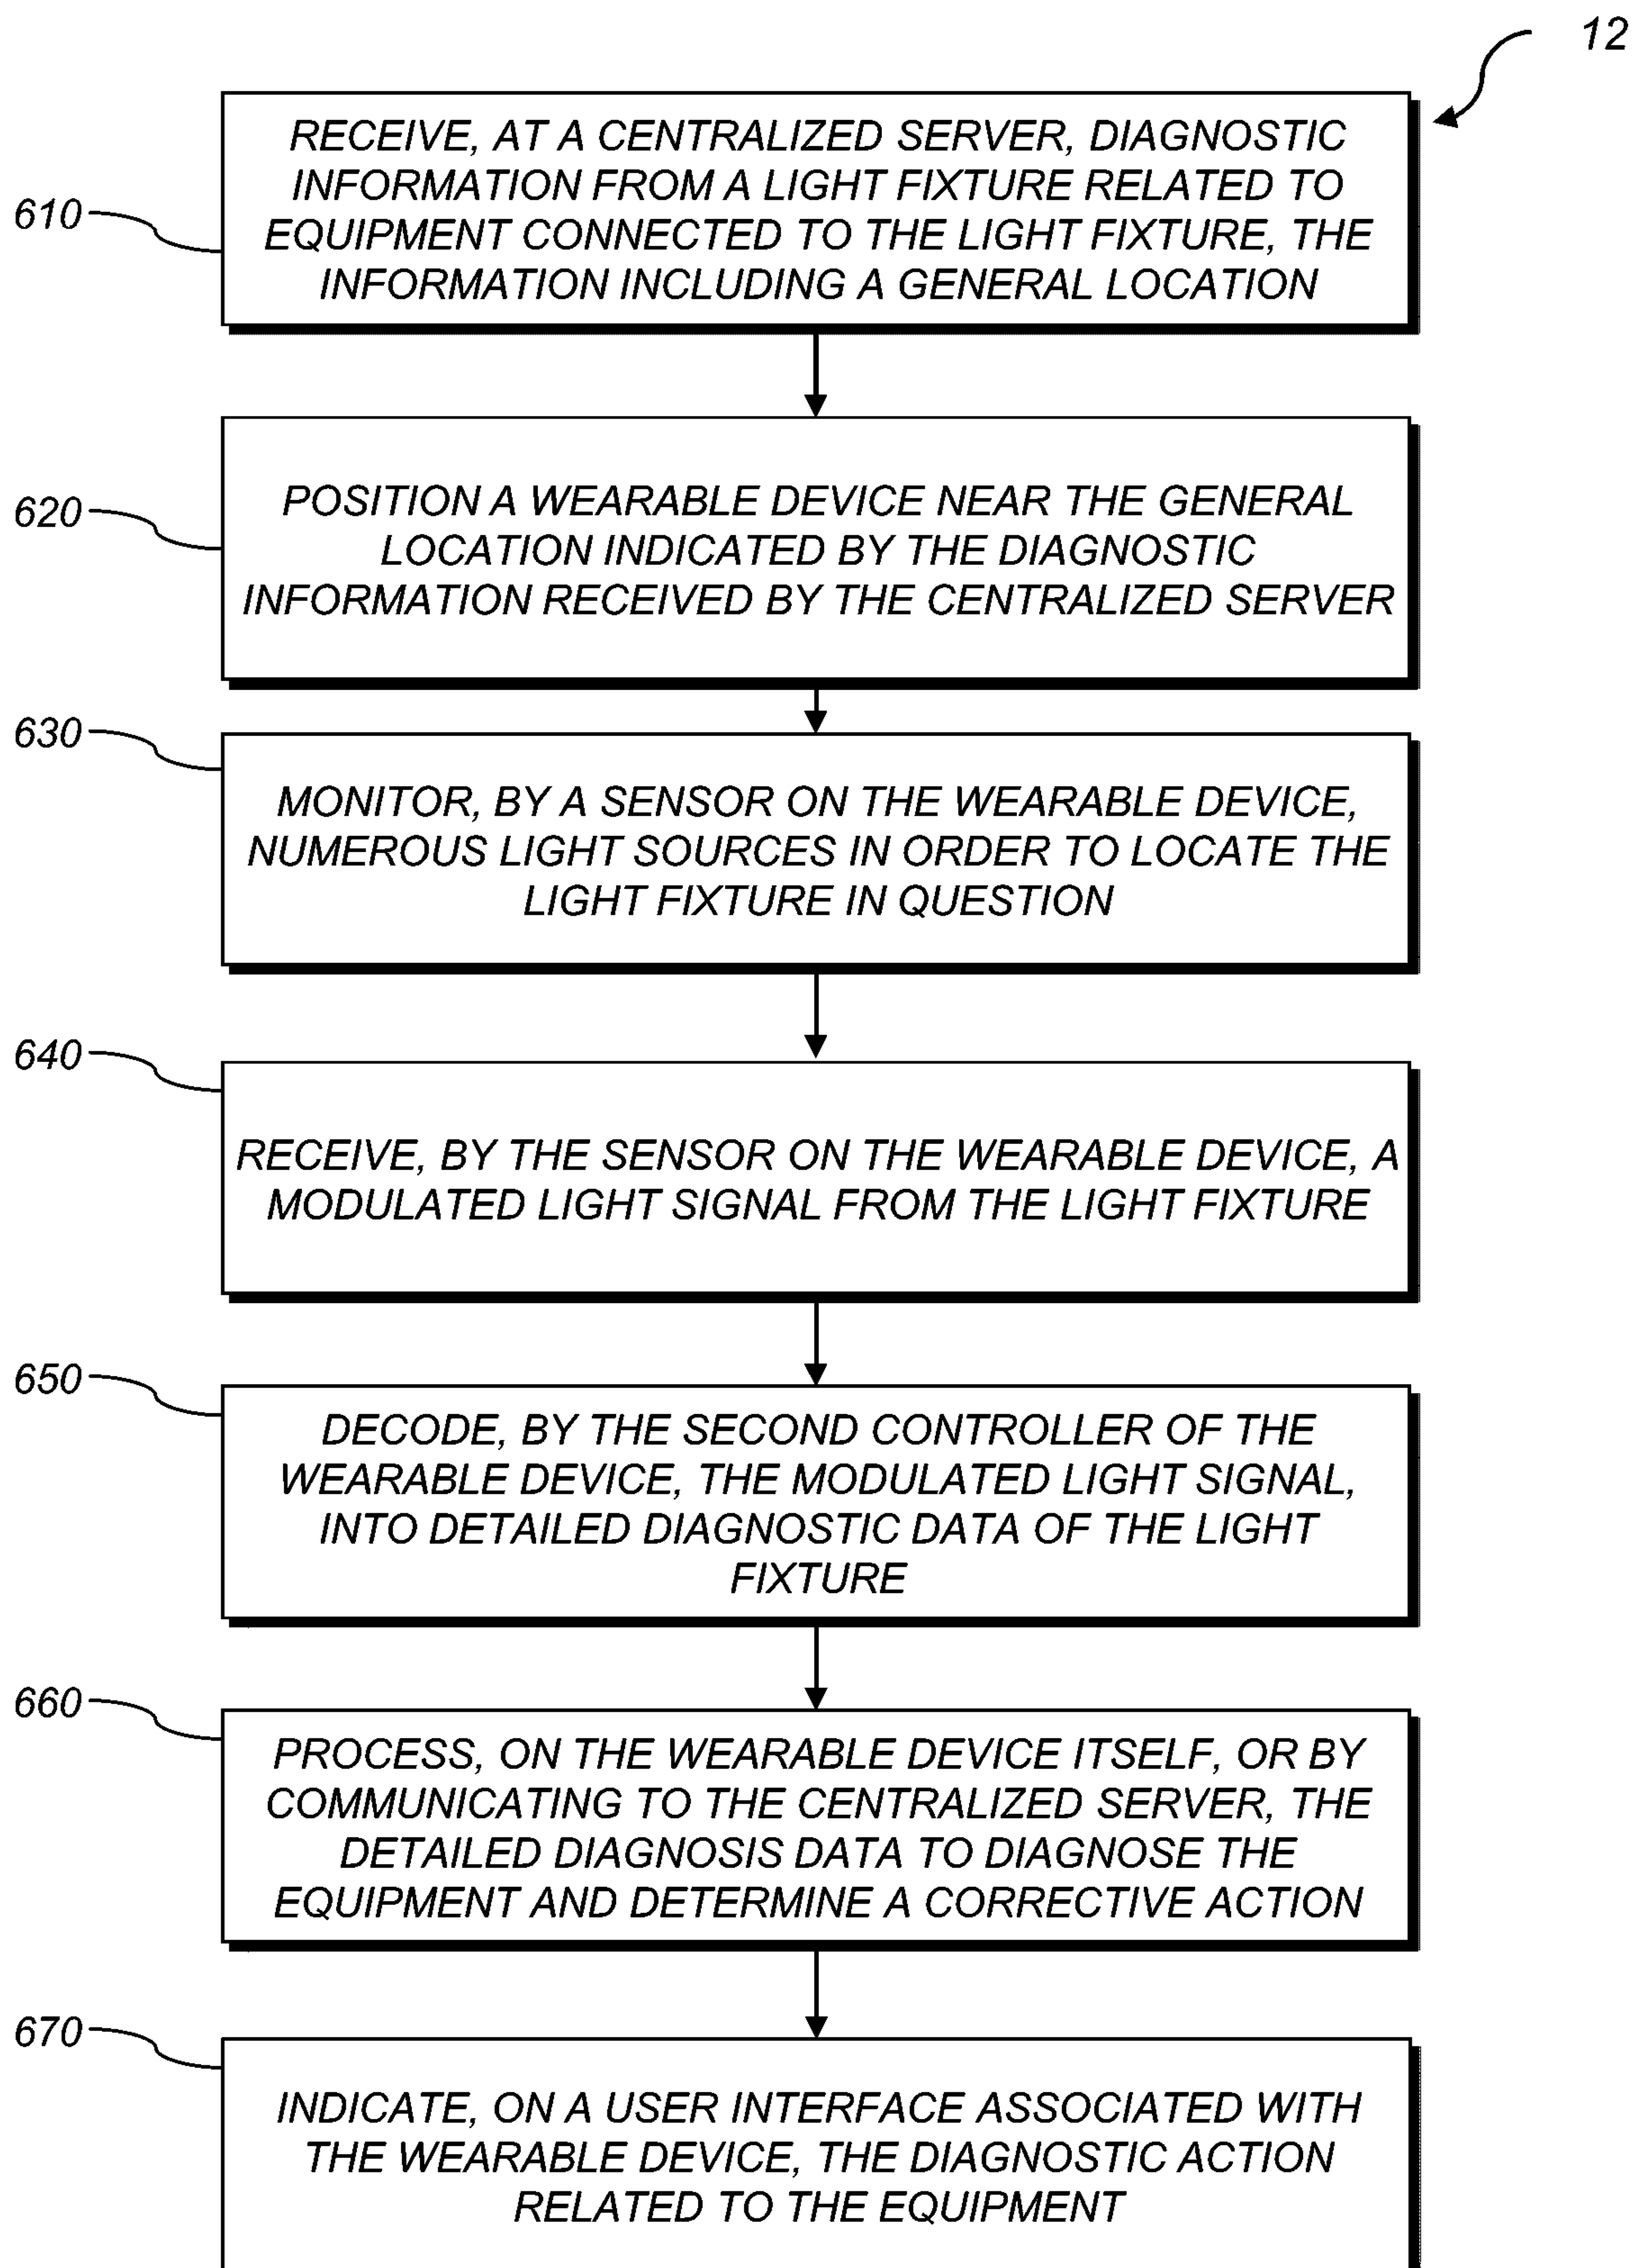 12
RECEIVE, AT A CENTRALIZED SERVER, DIAGNOSTIC
INFORMATION FROM A LIGHT FIXTURE RELATED TO
EQUIPMENT CONNECTED TO THE LIGHT FIXTURE, THE
INFORMATION INCLUDING A GENERAL LOCATION
610
POSITION A WEARABLE DEVICE NEAR THE GENERAL
LOCATION INDICATED BY THE DIAGNOSTIC
INFORMATION RECEIVED BY THE CENTRALIZED SERVER
620
630
MONITOR, BY A SENSOR ON THE WEARABLE DEVICE,
NUMEROUS LIGHT SOURCES IN ORDER TO LOCATE THE
LIGHT FIXTURE IN QUESTION
640
RECEIVE, BY THE SENSOR ON THE WEARABLE DEVICE, A
MODULATED LIGHT SIGNAL FROM THE LIGHT FIXTURE
650
DECODE, BY THE SECOND CONTROLLER OF THE
WEARABLE DEVICE, THE MODULATED LIGHT SIGNAL,
INTO DETAILED DIAGNOSTIC DATA OF THE LIGHT
FIXTURE
660
PROCESS, ON THE WEARABLE DEVICE ITSELF, OR BY
COMMUNICATING TO THE CENTRALIZED SERVER, THE
DETAILED DIAGNOSIS DATA TO DIAGNOSE THE
EQUIPMENT AND DETERMINE A CORRECTIVE ACTION
670
INDICATE, ON A USER INTERFACE ASSOCIATED WITH
THE WEARABLE DEVICE, THE DIAGNOSTIC ACTION
RELATED TO THE EQUIPMENT